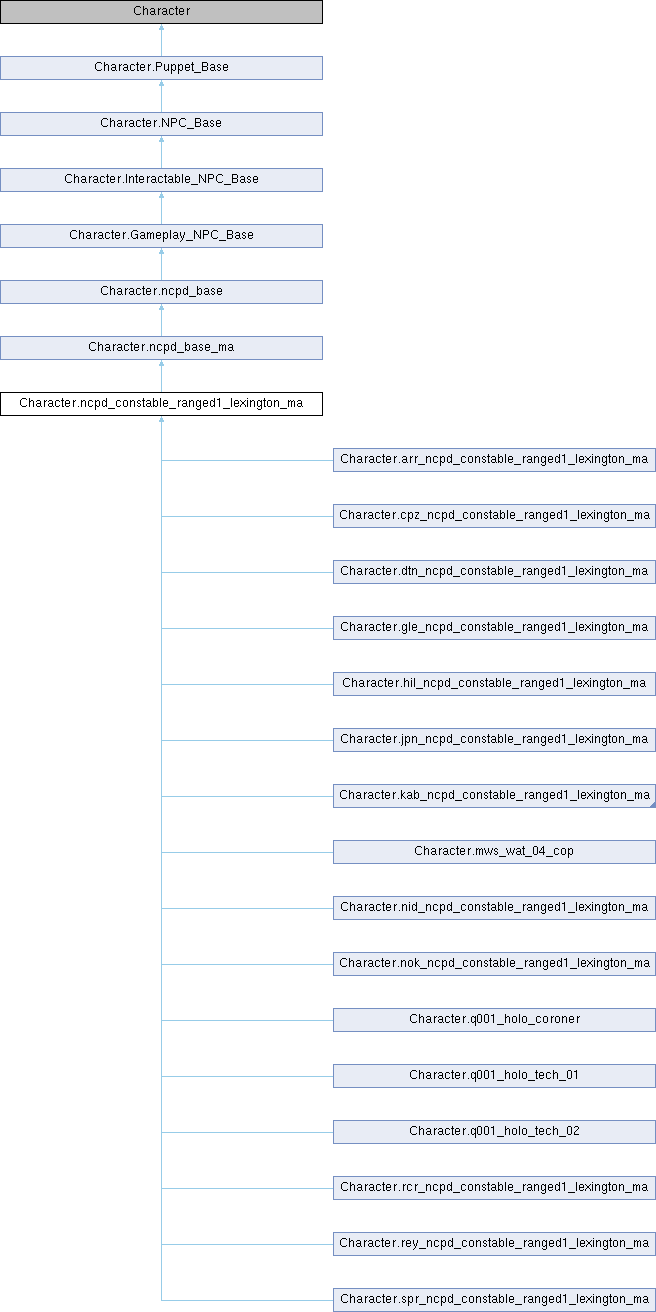 Character
Character.Puppet_Base
Character.NPC_Base
Character.Interactable_NPC_Base
Character.Gameplay_NPC_Base
Character.ncpd_base
Character.ncpd_base_ma
Character.ncpd_constable_ranged1_lexington_ma
Character.arr_ncpd_constable_ranged1_lexington_ma
Character.cpz_ncpd_constable_ranged1_lexington_ma
Character.dtn_ncpd_constable_ranged1_lexington_ma
Character.gle_ncpd_constable_ranged1_lexington_ma
Character.hil_ncpd_constable_ranged1_lexington_ma
Character.jpn_ncpd_constable_ranged1_lexington_ma
Character.kab_ncpd_constable_ranged1_lexington_ma
Character.mws_wat_04_cop
Character.nid_ncpd_constable_ranged1_lexington_ma
Character.nok_ncpd_constable_ranged1_lexington_ma
Character.q001_holo_coroner
Character.q001_holo_tech_01
Character.q001_holo_tech_02
Character.rcr_ncpd_constable_ranged1_lexington_ma
Character.rey_ncpd_constable_ranged1_lexington_ma
Character.spr_ncpd_constable_ranged1_lexington_ma